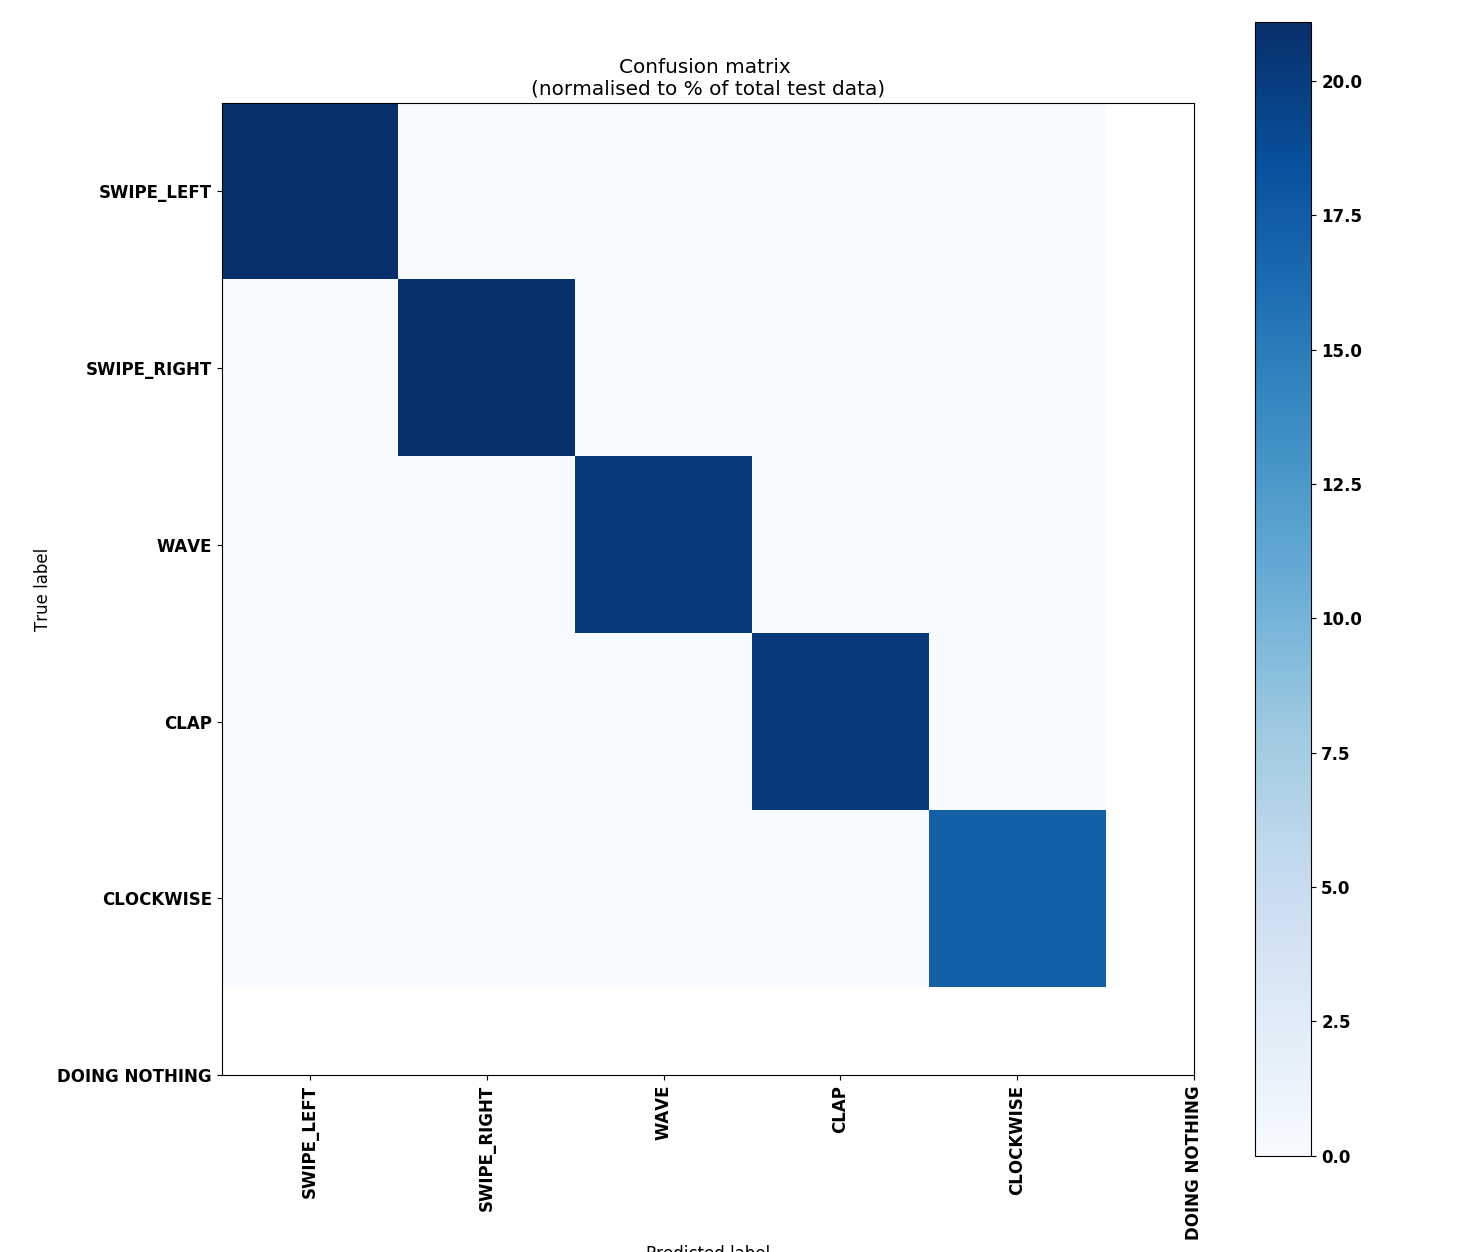 Confusion matrix
(normalised to % of total test data)
True label
SWIPE_LEFT
SWIPE_RIGHT
WAVE
CLAP
CLOCKWISE
DOING NOTHING
SWIPE_LEFT
SWIPE_RIGHT
WAVE
CLAP
CLOCKWISE
DOING NOTHING
Predicted label
20.0
17.5
15.0
12.5
10.0
7.5
5.0
2.5
0.0